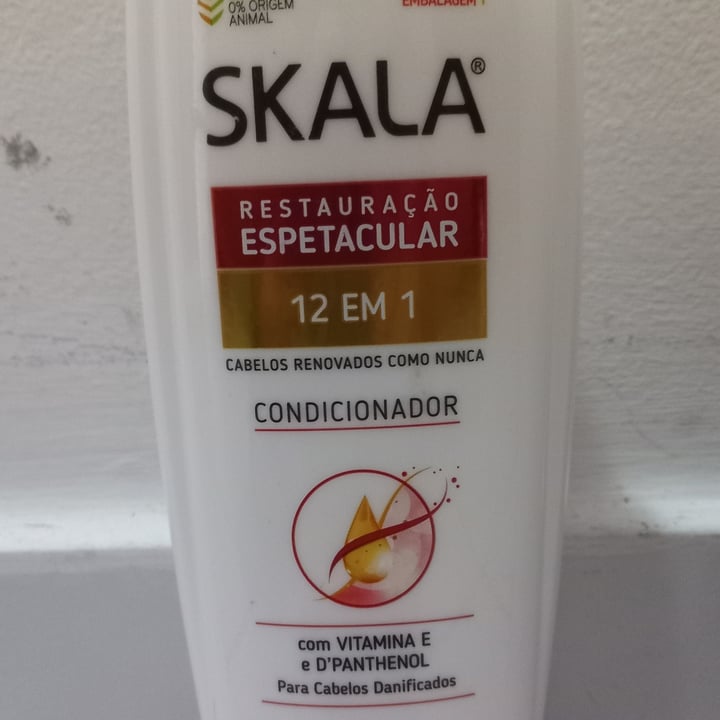 0% ORIGEM
ANIMAL
EMBALAGEM
SKALA®
RESTAURAÇÃO
ESPETACULAR
12 EM 1
CABELOS RENOVADOS COMO NUNCA
CONDICIONADOR
com VITAMINA E
e D'PANTHENOL
Para Cabelos Danificados